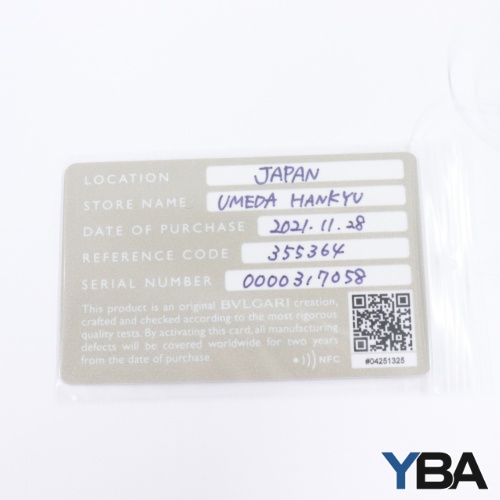 LOCATION JAPAN
STORE NAME UMEDA HANKYU
DATE OF PURCHASE 2021.11.28
REFERENCE CODE 355364
SERIAL NUMBER 0000317058
This product is an original BVLGARI creation,
crafted and checked according to the most rigorous
quality tests. By activating this card, all manufacturing
defects will be covered worldwide for two years
from the date of purchase.
NFC
#04251325
YBA